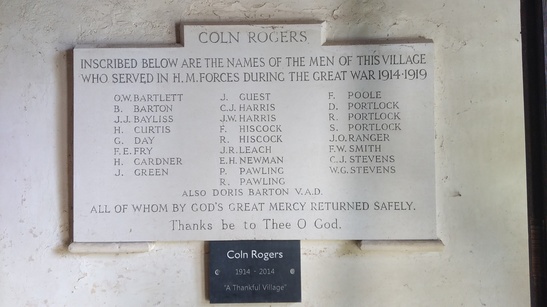 COLN ROGERS
INSCRIBED BELOW ARE THE NAMES OF THE MEN OF THIS VILLAGE
WHO SERVED IN H.M. FORCES DURING THE GREAT WAR 1914-1919
O.W. BARTLETT
B. BARTON
J.J. BAYLISS
H. CURTIS
G. DAY
F.E. FRY
H. GARDNER
J. GREEN
J. GUEST
C.J. HARRIS
J.W. HARRIS
F. HISCOCK
R. HISCOCK
J.R. LEACH
E.H. NEWMAN
P. PAWLING
R. PAWLING
F. POOLE
D. PORTLOCK
R. PORTLOCK
S. PORTLOCK
J.O. RANGER
F.W. SMITH
C.J. STEVENS
W.G. STEVENS
ALSO DORIS BARTON V.A.D.
ALL OF WHOM BY GOD'S GREAT MERCY RETURNED SAFELY.
Thanks be to Thee O God.
Coln Rogers
1914 - 2014
"A Thankful Village"